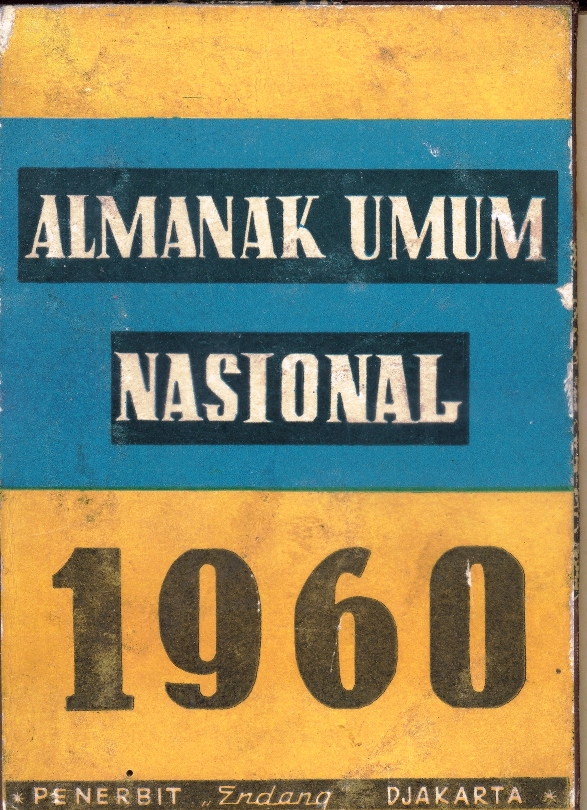 ALMANAK UMUM
NASIONAL
1960
* PENERBIT „Endang DJAKARTA *